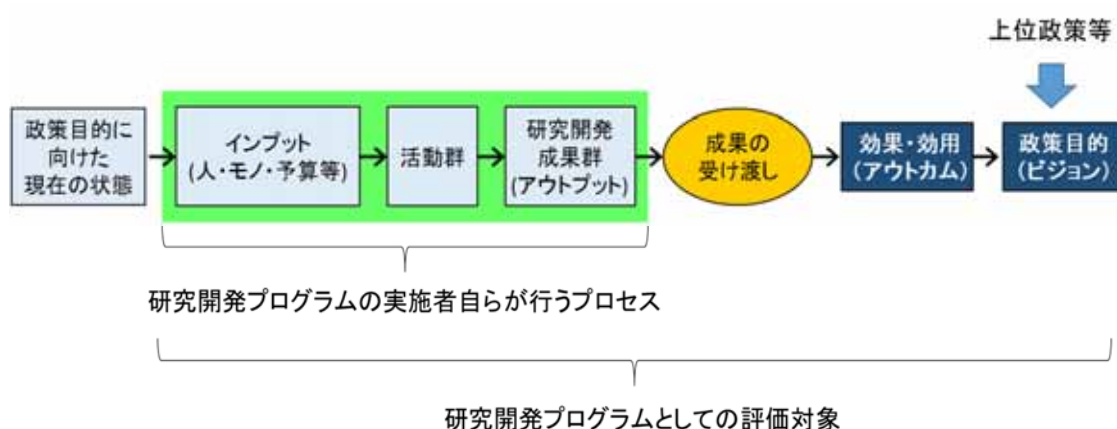 上位政策等
政策目的に
向けた
現在の状態
インプット
(人・モノ・予算等)
活動群
研究開発
成果群
(アウトプット)
成果の
受け渡し
効果・効用
(アウトカム)
政策目的
(ビジョン)
研究開発プログラムの実施者自らが行うプロセス
研究開発プログラムとしての評価対象